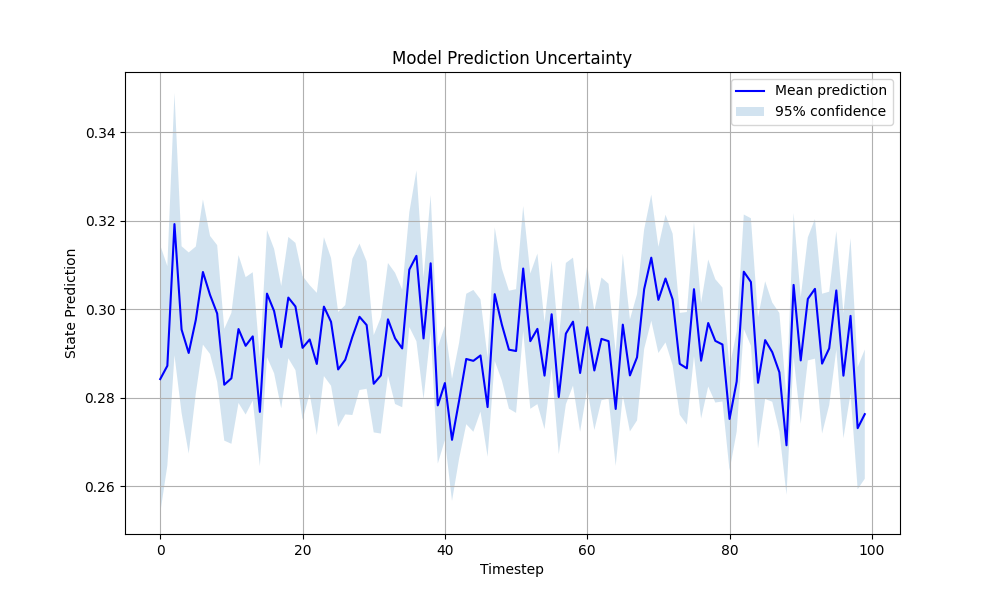 Model Prediction Uncertainty
Mean prediction
95% confidence
State Prediction
0.34
0.32
0.30
0.28
0.26
0 20 40 60 80 100
Timestep